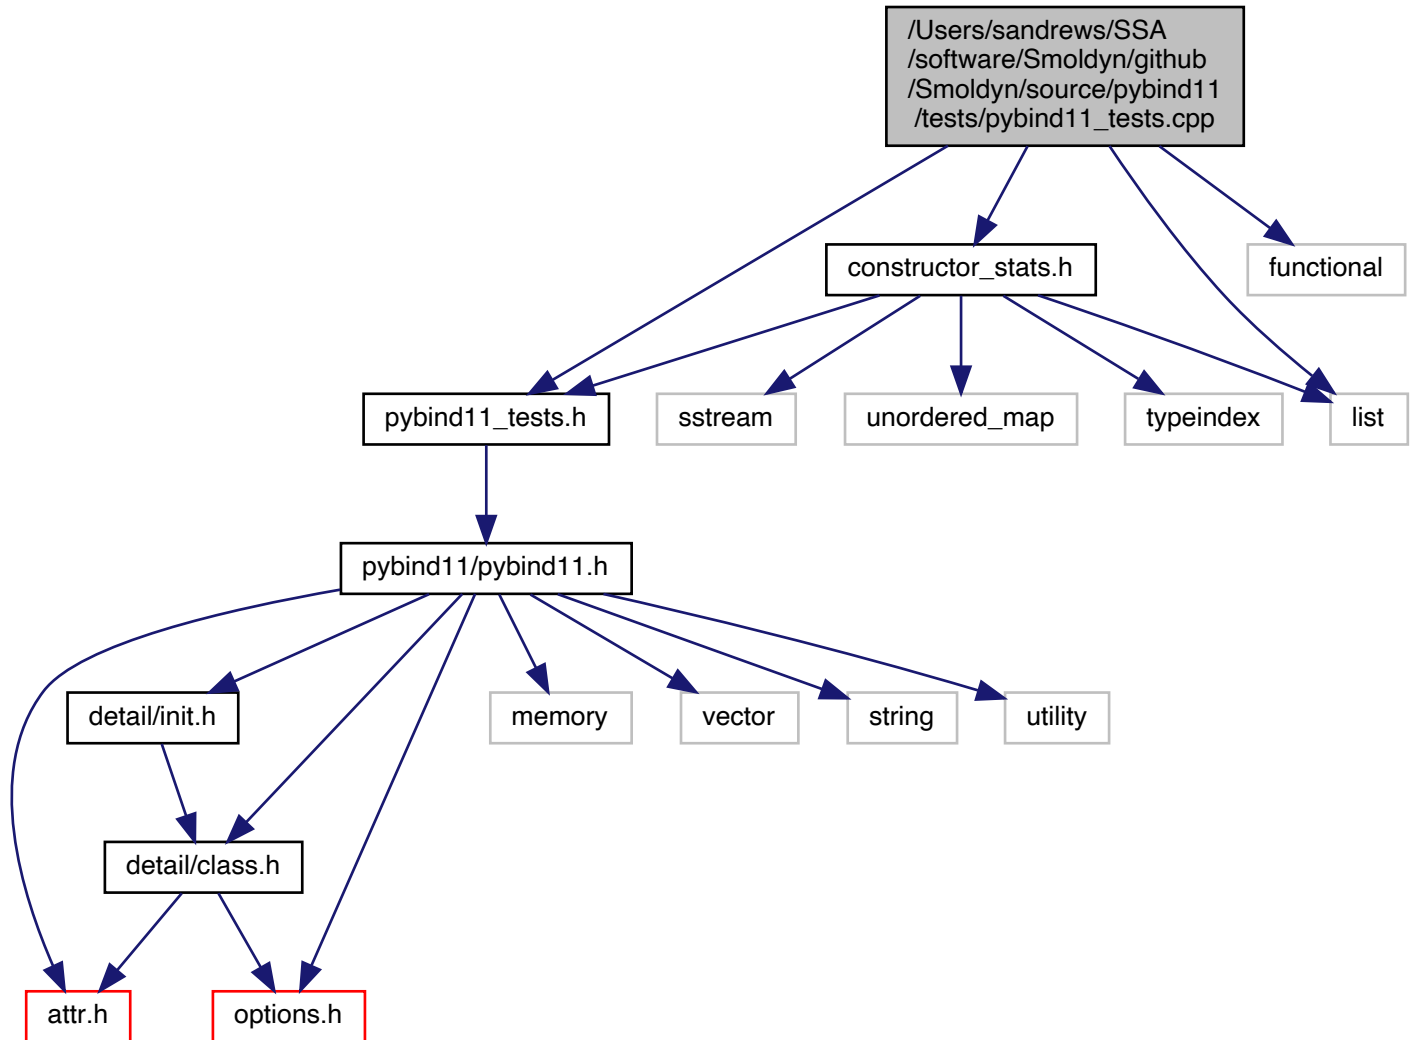 /Users/sandrews/SSA
/software/Smoldyn/github
/Smoldyn/source/pybind11
/tests/pybind11_tests.cpp
constructor_stats.h
functional
pybind11_tests.h
sstream
unordered_map
typeindex
list
pybind11/pybind11.h
detail/init.h
memory
vector
string
utility
detail/class.h
attr.h
options.h